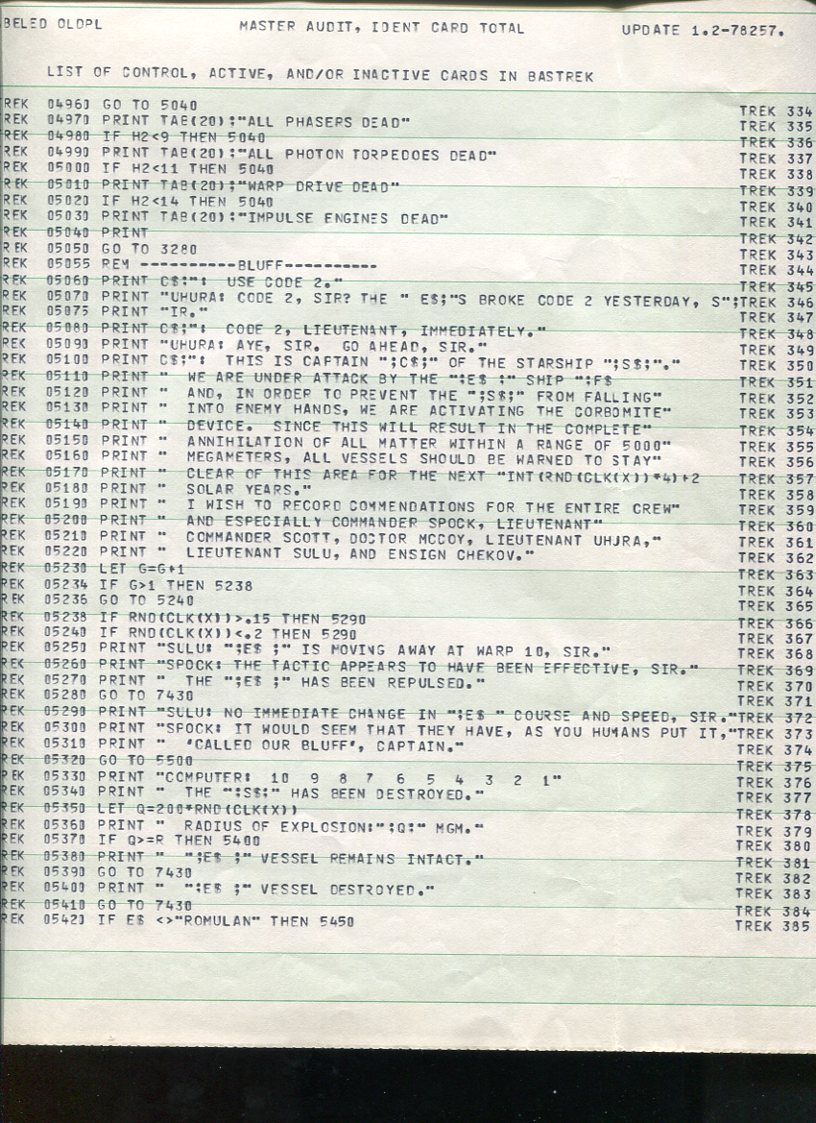 BELED OLDPL MASTER AUDIT, IDENT CARD TOTAL UPDATE 1.2-78257.
LIST OF CONTROL, ACTIVE, AND/OR INACTIVE CARDS IN BASTREK
REK 04960 GO TO 5040 TREK 334
REK 04970 PRINT TAB(20);"ALL PHASERS DEAD" TREK 335
REK 04980 IF H2<9 THEN 5040 TREK 336
REK 04990 PRINT TAB(20);"ALL PHOTON TORPEDOES DEAD" TREK 337
REK 05000 IF H2<11 THEN 5040 TREK 338
REK 05010 PRINT TAB(20);"WARP DRIVE DEAD" TREK 339
REK 05020 IF H2<14 THEN 5040 TREK 340
REK 05030 PRINT TAB(20);"IMPULSE ENGINES DEAD" TREK 341
REK 05040 PRINT TREK 342
REK 05050 GO TO 3280 TREK 343
REK 05055 REM ----------BLUFF---------- TREK 344
REK 05060 PRINT C$;": USE CODE 2." TREK 345
REK 05070 PRINT "UHURA: CODE 2, SIR? THE " E$;"S BROKE CODE 2 YESTERDAY, S";TREK 346
REK 05075 PRINT "IR." TREK 347
REK 05080 PRINT C$;": CODE 2, LIEUTENANT, IMMEDIATELY." TREK 348
REK 05090 PRINT "UHURA: AYE, SIR. GO AHEAD, SIR." TREK 349
REK 05100 PRINT C$;": THIS IS CAPTAIN ";C$;" OF THE STARSHIP ";S$;"." TREK 350
REK 05110 PRINT " WE ARE UNDER ATTACK BY THE ";E$ ;" SHIP ";F$ TREK 351
REK 05120 PRINT " AND, IN ORDER TO PREVENT THE ";S$;" FROM FALLING" TREK 352
REK 05130 PRINT " INTO ENEMY HANDS, WE ARE ACTIVATING THE CORBOMITE" TREK 353
REK 05140 PRINT " DEVICE. SINCE THIS WILL RESULT IN THE COMPLETE" TREK 354
REK 05150 PRINT " ANNIHILATION OF ALL MATTER WITHIN A RANGE OF 5000" TREK 355
REK 05160 PRINT " MEGAMETERS, ALL VESSELS SHOULD BE WARNED TO STAY" TREK 356
REK 05170 PRINT " CLEAR OF THIS AREA FOR THE NEXT "INT(RND(CLK(X))*4)+2 TREK 357
REK 05180 PRINT " SOLAR YEARS." TREK 358
REK 05190 PRINT " I WISH TO RECORD COMMENDATIONS FOR THE ENTIRE CREW" TREK 359
REK 05200 PRINT " AND ESPECIALLY COMMANDER SPOCK, LIEUTENANT" TREK 360
REK 05210 PRINT " COMMANDER SCOTT, DOCTOR MCCOY, LIEUTENANT UHURA," TREK 361
REK 05220 PRINT " LIEUTENANT SULU, AND ENSIGN CHEKOV." TREK 362
REK 05230 LET G=G+1 TREK 363
REK 05234 IF G>1 THEN 5238 TREK 364
REK 05236 GO TO 5240 TREK 365
REK 05238 IF RND(CLK(X))>.15 THEN 5290 TREK 366
REK 05240 IF RND(CLK(X))<.2 THEN 5290 TREK 367
REK 05250 PRINT "SULU: ";E$ ;" IS MOVING AWAY AT WARP 10, SIR." TREK 368
REK 05260 PRINT "SPOCK: THE TACTIC APPEARS TO HAVE BEEN EFFECTIVE, SIR." TREK 369
REK 05270 PRINT " THE ";E$ ;" HAS BEEN REPULSED." TREK 370
REK 05280 GO TO 7430 TREK 371
REK 05290 PRINT "SULU: NO IMMEDIATE CHANGE IN ";E$ " COURSE AND SPEED, SIR."TREK 372
REK 05300 PRINT "SPOCK: IT WOULD SEEM THAT THEY HAVE, AS YOU HUMANS PUT IT,"TREK 373
REK 05310 PRINT " 'CALLED OUR BLUFF', CAPTAIN." TREK 374
REK 05320 GO TO 5500 TREK 375
REK 05330 PRINT "COMPUTER: 10 9 8 7 6 5 4 3 2 1" TREK 376
REK 05340 PRINT " THE ";S$;" HAS BEEN DESTROYED." TREK 377
REK 05350 LET Q=200*RND(CLK(X)) TREK 378
REK 05360 PRINT " RADIUS OF EXPLOSION:";Q;" MGM." TREK 379
REK 05370 IF Q>=R THEN 5400 TREK 380
REK 05380 PRINT " ";E$ ;" VESSEL REMAINS INTACT." TREK 381
REK 05390 GO TO 7430 TREK 382
REK 05400 PRINT " ";E$ ;" VESSEL DESTROYED." TREK 383
REK 05410 GO TO 7430 TREK 384
REK 05420 IF E$ <>"ROMULAN" THEN 5450 TREK 385